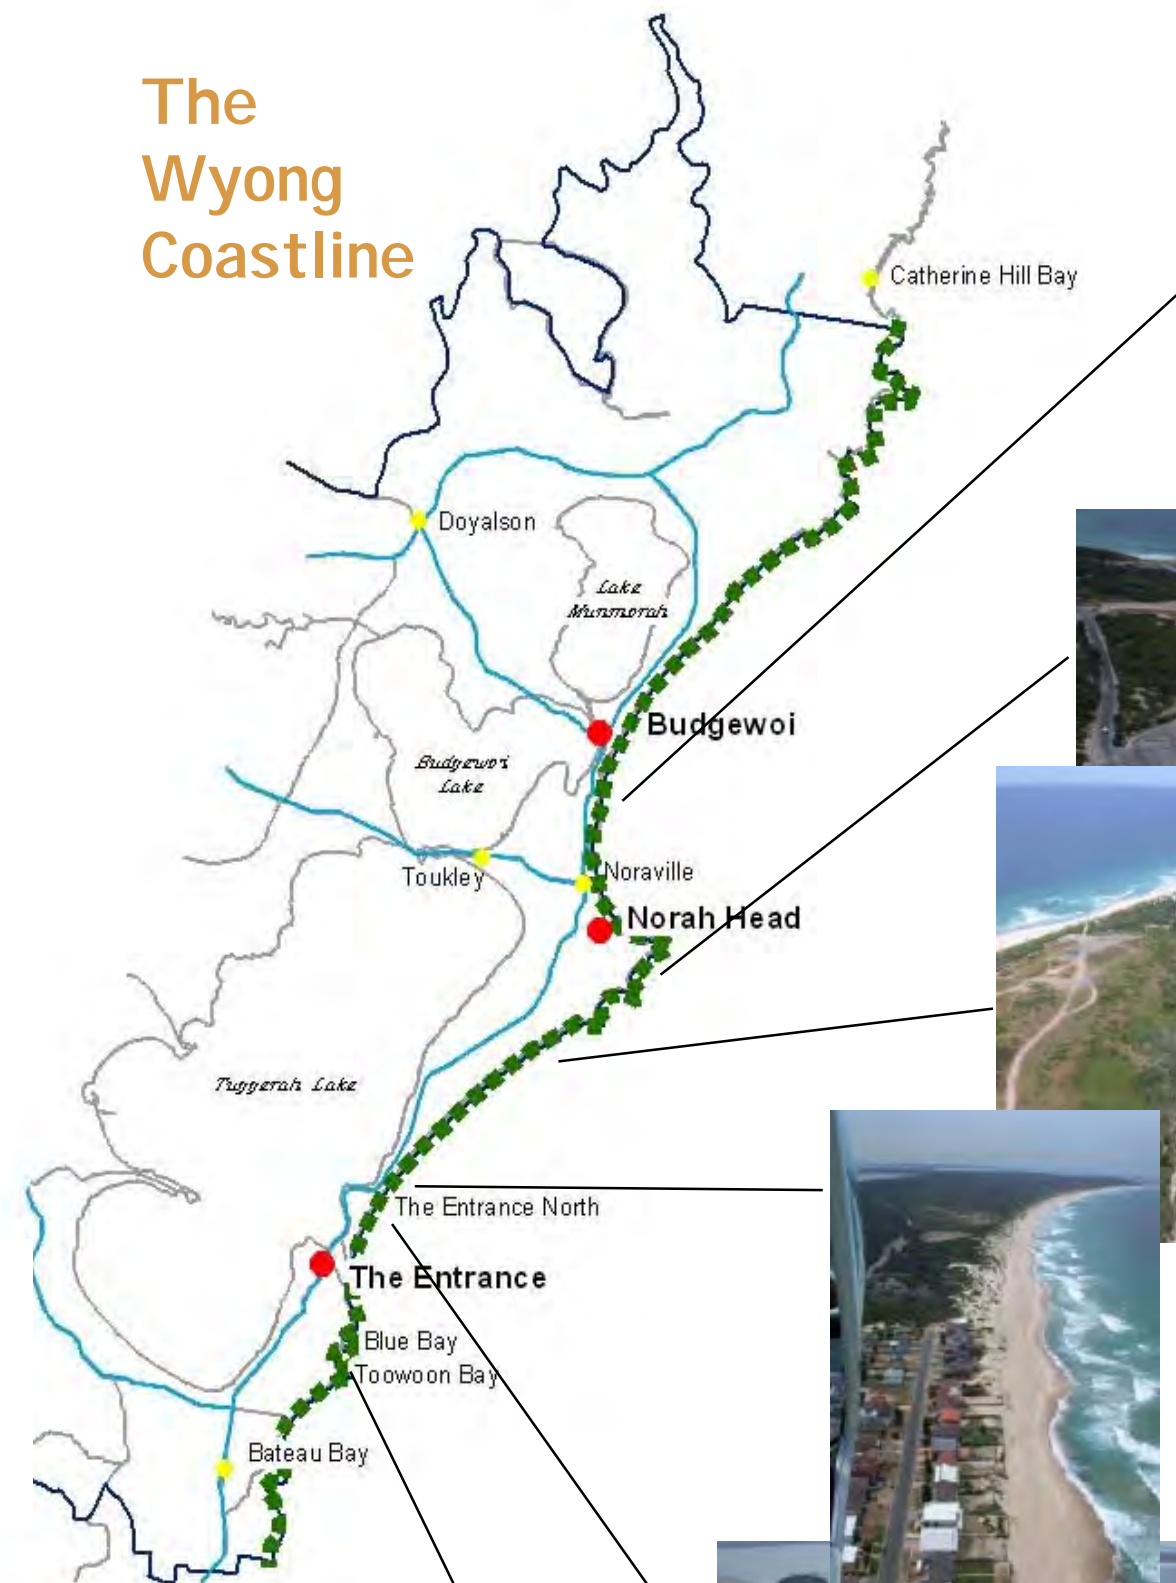 The
Wyong
Coastline
Catherine Hill Bay
Doyalson
Lake
Munmorah
Budgewoi
Budgewoi
Lake
Toukley
Noraville
Norah Head
Tuggerah Lake
The Entrance North
The Entrance
Blue Bay
Toowoon Bay
Bateau Bay